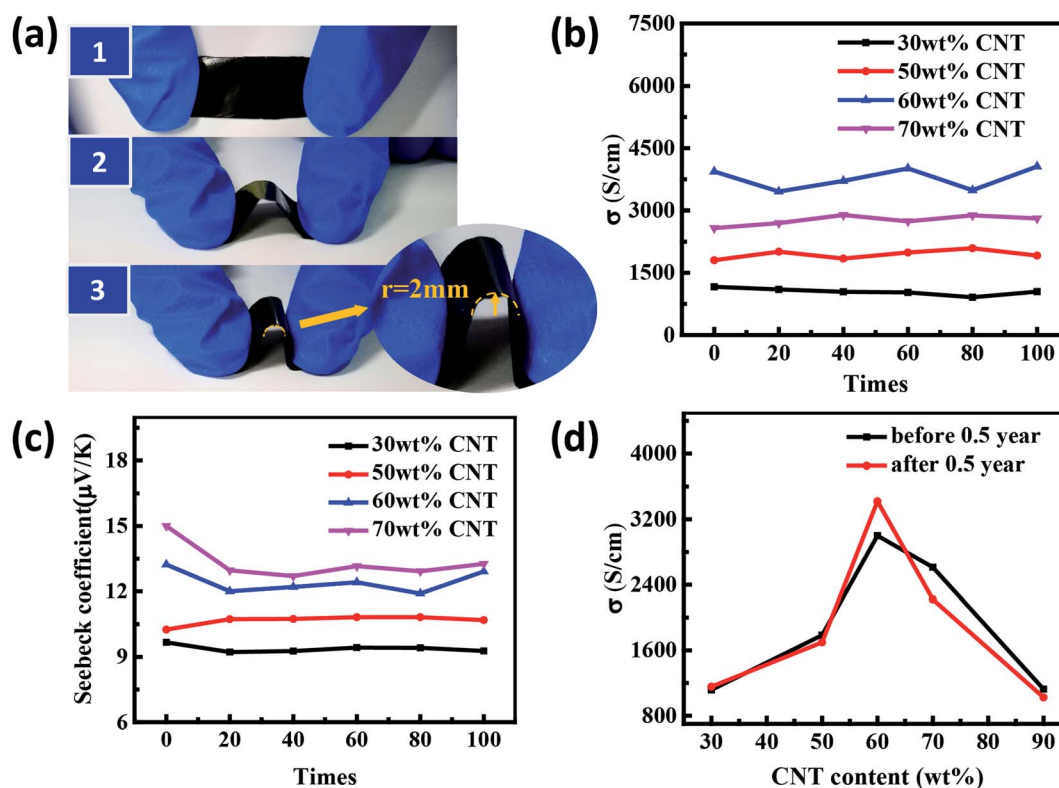 (a)
1
2
3
r=2mm
(b)
σ (S/cm)
7500
6000
4500
3000
1500
0
30wt% CNT
50wt% CNT
60wt% CNT
70wt% CNT
0 20 40 60 80 100
Times
(c)
Seebeck coefficient(μV/K)
18
15
12
9
6
30wt% CNT
50wt% CNT
60wt% CNT
70wt% CNT
0 20 40 60 80 100
Times
(d)
σ (S/cm)
4000
3200
2400
1600
800
before 0.5 year
after 0.5 year
30 40 50 60 70 80 90
CNT content (wt%)